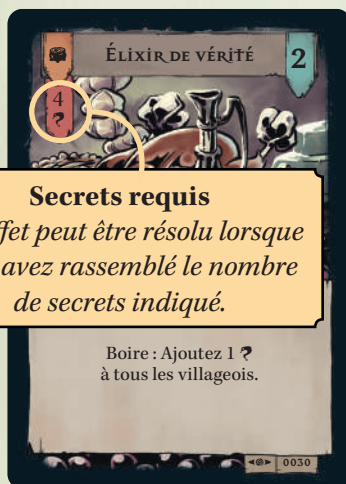 Élixir de vérité
2
4 ?
Secrets requis
ffet peut être résolu lorsque
avez rassemblé le nombre
de secrets indiqué.
Boire : Ajoutez 1 ?
à tous les villageois.
0030